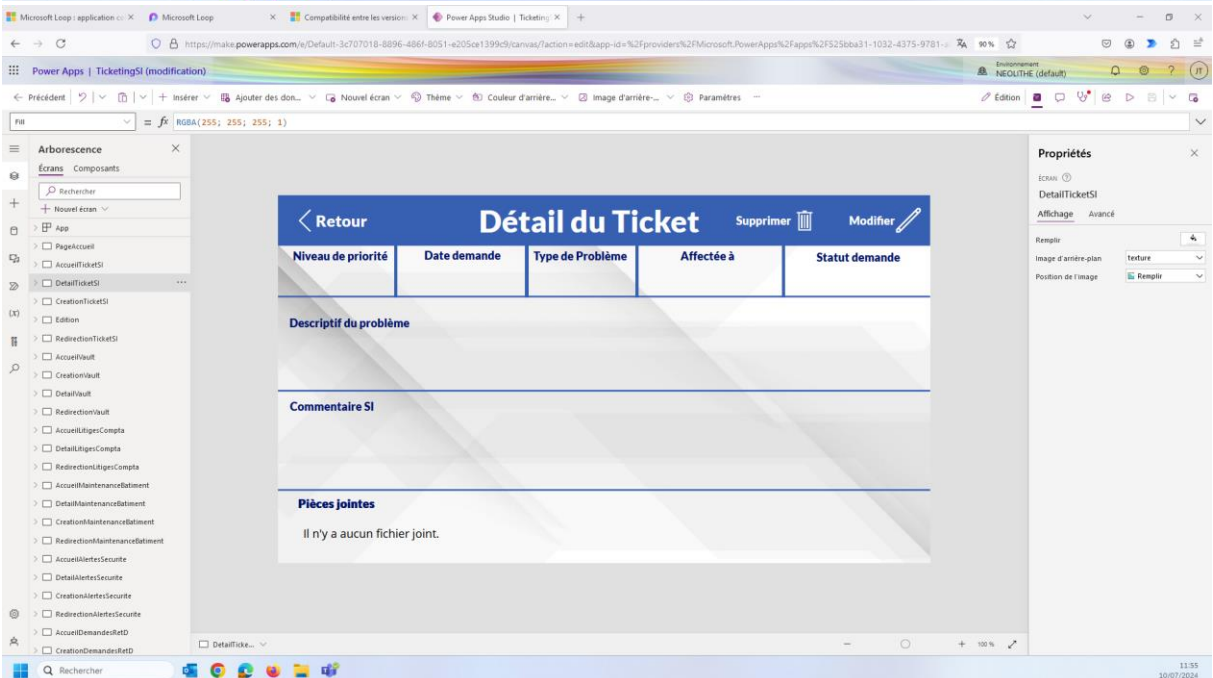 Microsoft Loop : application co
Microsoft Loop
Compatibilité entre les version
Power Apps Studio | Ticketing
https://make.powerapps.com/e/Default-3c707018-8896-486f-8051-e205ce1399c9/canvas/?action=edit&app-id=%2Fproviders%2FMicrosoft.PowerApps%2Fapps%2F525bba31-1032-4375-9781-
90 %
Power Apps | TicketingSI (modification)
Environnement
NEOLITHE (default)
JT
Précédent
Insérer
Ajouter des don...
Nouvel écran
Thème
Couleur d'arrière...
Image d'arrière-...
Paramètres
Édition
Fill
= fx RGBA(255; 255; 255; 1)
Arborescence
Écrans Composants
Rechercher
Nouvel écran
App
PageAccueil
AccueilTicketSI
DetailTicketSI
CreationTicketSI
Edition
RedirectionTicketSI
AccueilVault
CreationVault
DetailVault
RedirectionVault
AccueilLitigesCompta
DetailLitigesCompta
RedirectionLitigesCompta
AccueilMaintenanceBatiment
DetailMaintenanceBatiment
CreationMaintenanceBatiment
RedirectionMaintenanceBatiment
AccueilAlertesSecurite
DetailAlertesSecurite
CreationAlertesSecurite
RedirectionAlertesSecurite
AccueilDemandesRetD
CreationDemandesRetD
Retour
Détail du Ticket
Supprimer
Modifier
Niveau de priorité
Date demande
Type de Problème
Affectée à
Statut demande
Descriptif du problème
Commentaire SI
Pièces jointes
Il n'y a aucun fichier joint.
Propriétés
ÉCRAN
DetailTicketSI
Affichage Avancé
Remplir
Image d'arrière-plan texture
Position de l'image Remplir
DetailTicke...
100 %
Rechercher
11:55
10/07/2024